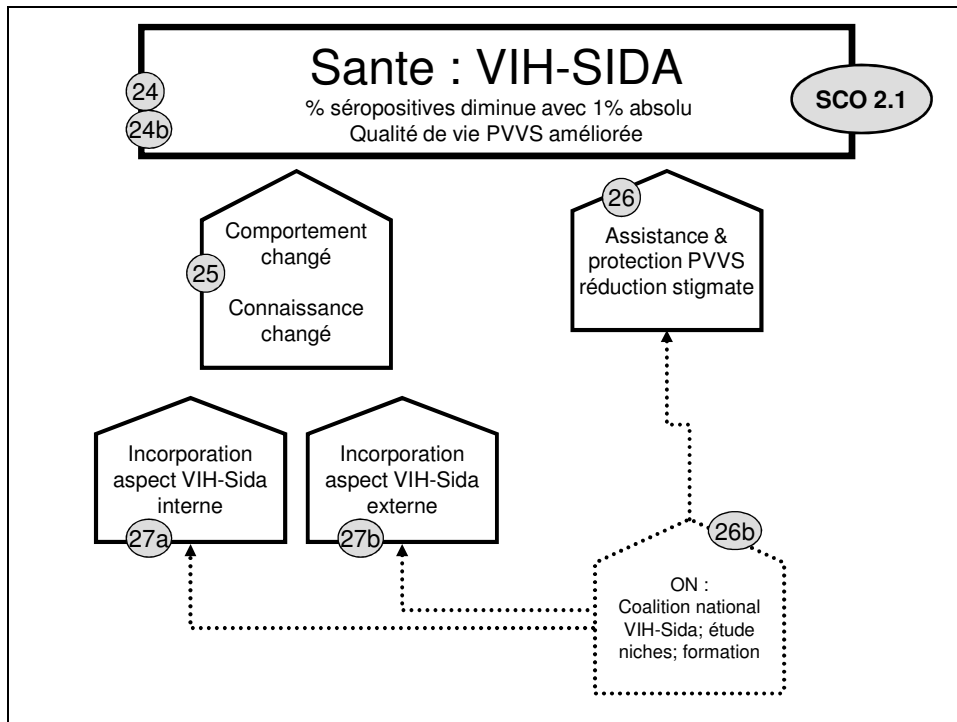 Sante : VIH-SIDA
% séropositives diminue avec 1% absolu
Qualité de vie PVVS améliorée
24
24b
SCO 2.1
Comportement
changé
25
Connaissance
changé
26
Assistance &
protection PVVS
réduction stigmate
Incorporation
aspect VIH-Sida
interne
27a
Incorporation
aspect VIH-Sida
externe
27b
26b
ON :
Coalition national
VIH-Sida; étude
niches; formation